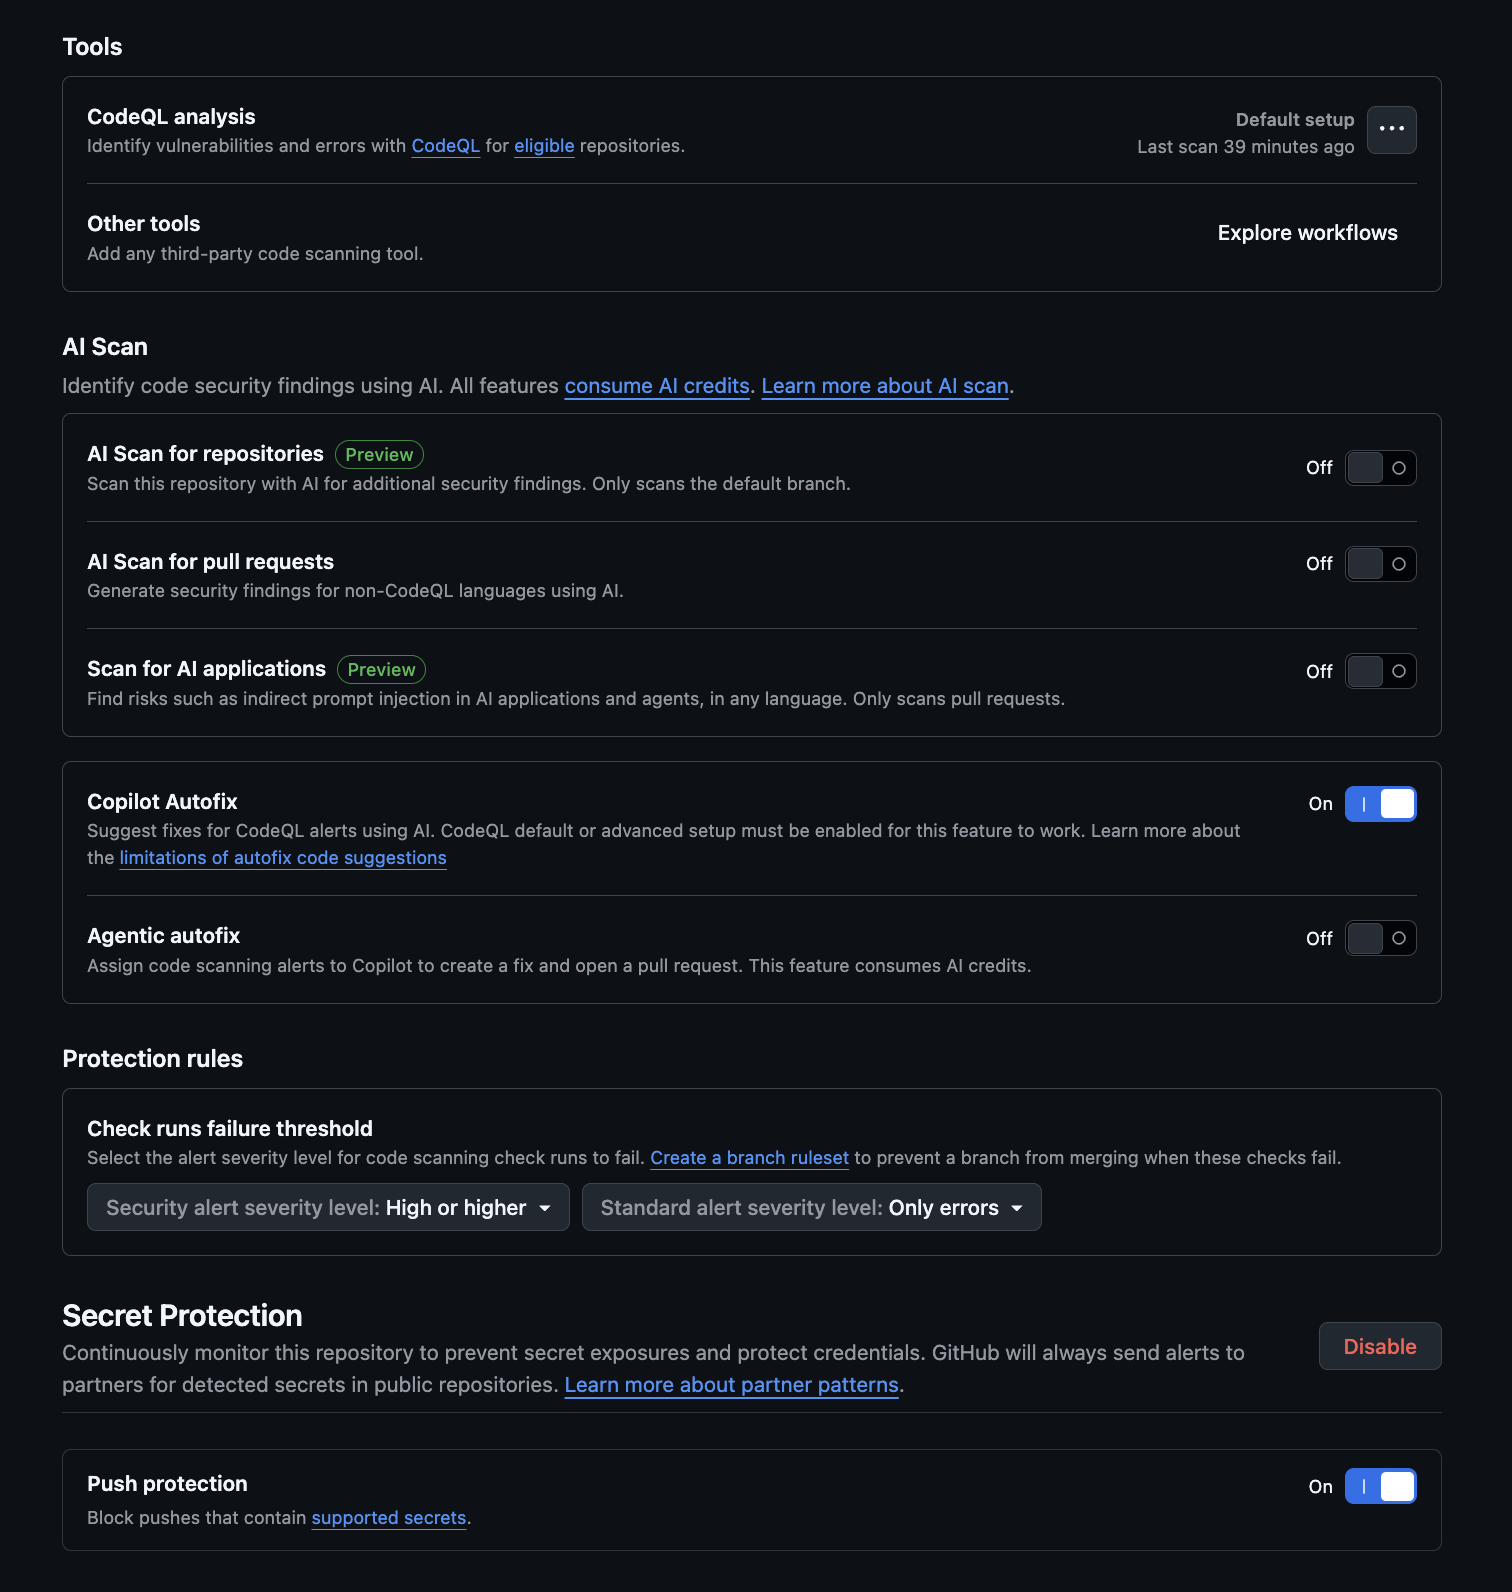 Tools
CodeQL analysis
Identify vulnerabilities and errors with CodeQL for eligible repositories.
Default setup
Last scan 39 minutes ago
Other tools
Add any third-party code scanning tool.
Explore workflows
AI Scan
Identify code security findings using AI. All features consume AI credits. Learn more about AI scan.
AI Scan for repositories Preview
Scan this repository with AI for additional security findings. Only scans the default branch.
Off
AI Scan for pull requests
Generate security findings for non-CodeQL languages using AI.
Off
Scan for AI applications Preview
Find risks such as indirect prompt injection in AI applications and agents, in any language. Only scans pull requests.
Off
Copilot Autofix
Suggest fixes for CodeQL alerts using AI. CodeQL default or advanced setup must be enabled for this feature to work. Learn more about
the limitations of autofix code suggestions
On
Agentic autofix
Assign code scanning alerts to Copilot to create a fix and open a pull request. This feature consumes AI credits.
Off
Protection rules
Check runs failure threshold
Select the alert severity level for code scanning check runs to fail. Create a branch ruleset to prevent a branch from merging when these checks fail.
Security alert severity level: High or higher
Standard alert severity level: Only errors
Secret Protection
Continuously monitor this repository to prevent secret exposures and protect credentials. GitHub will always send alerts to
partners for detected secrets in public repositories. Learn more about partner patterns.
Disable
Push protection
Block pushes that contain supported secrets.
On